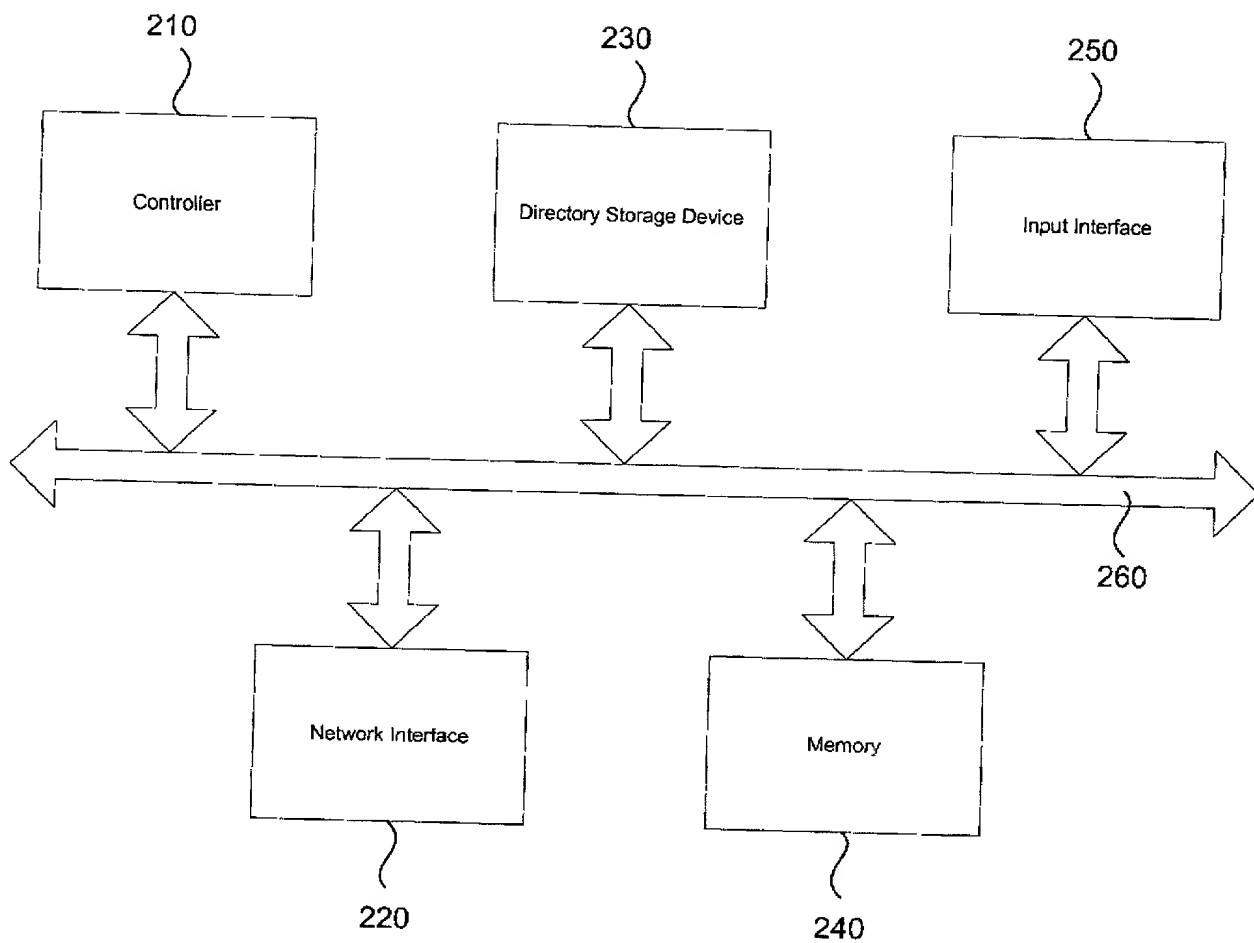 210
230
250
Controller
Directory Storage Device
Input Interface
260
Network Interface
Memory
220
240